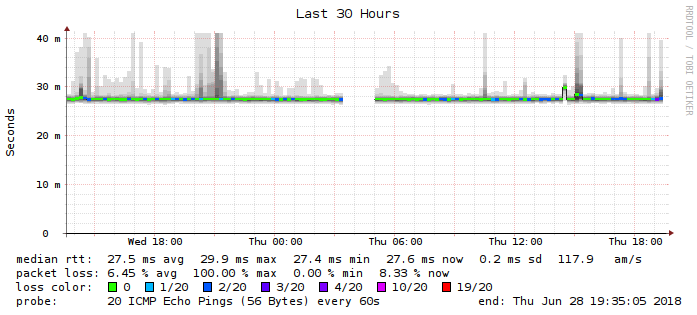 Last 30 Hours
RRDTOOL / TOBI OETIKER
Seconds
40 m
30 m
20 m
10 m
0
Wed 18:00 Thu 00:00 Thu 06:00 Thu 12:00 Thu 18:00
median rtt: 27.5 ms avg 29.9 ms max 27.4 ms min 27.6 ms now 0.2 ms sd 117.9 am/s
packet loss: 6.45 % avg 100.00 % max 0.00 % min 8.33 % now
loss color: 0 1/20 2/20 3/20 4/20 10/20 19/20
probe: 20 ICMP Echo Pings (56 Bytes) every 60s end: Thu Jun 28 19:35:05 2018